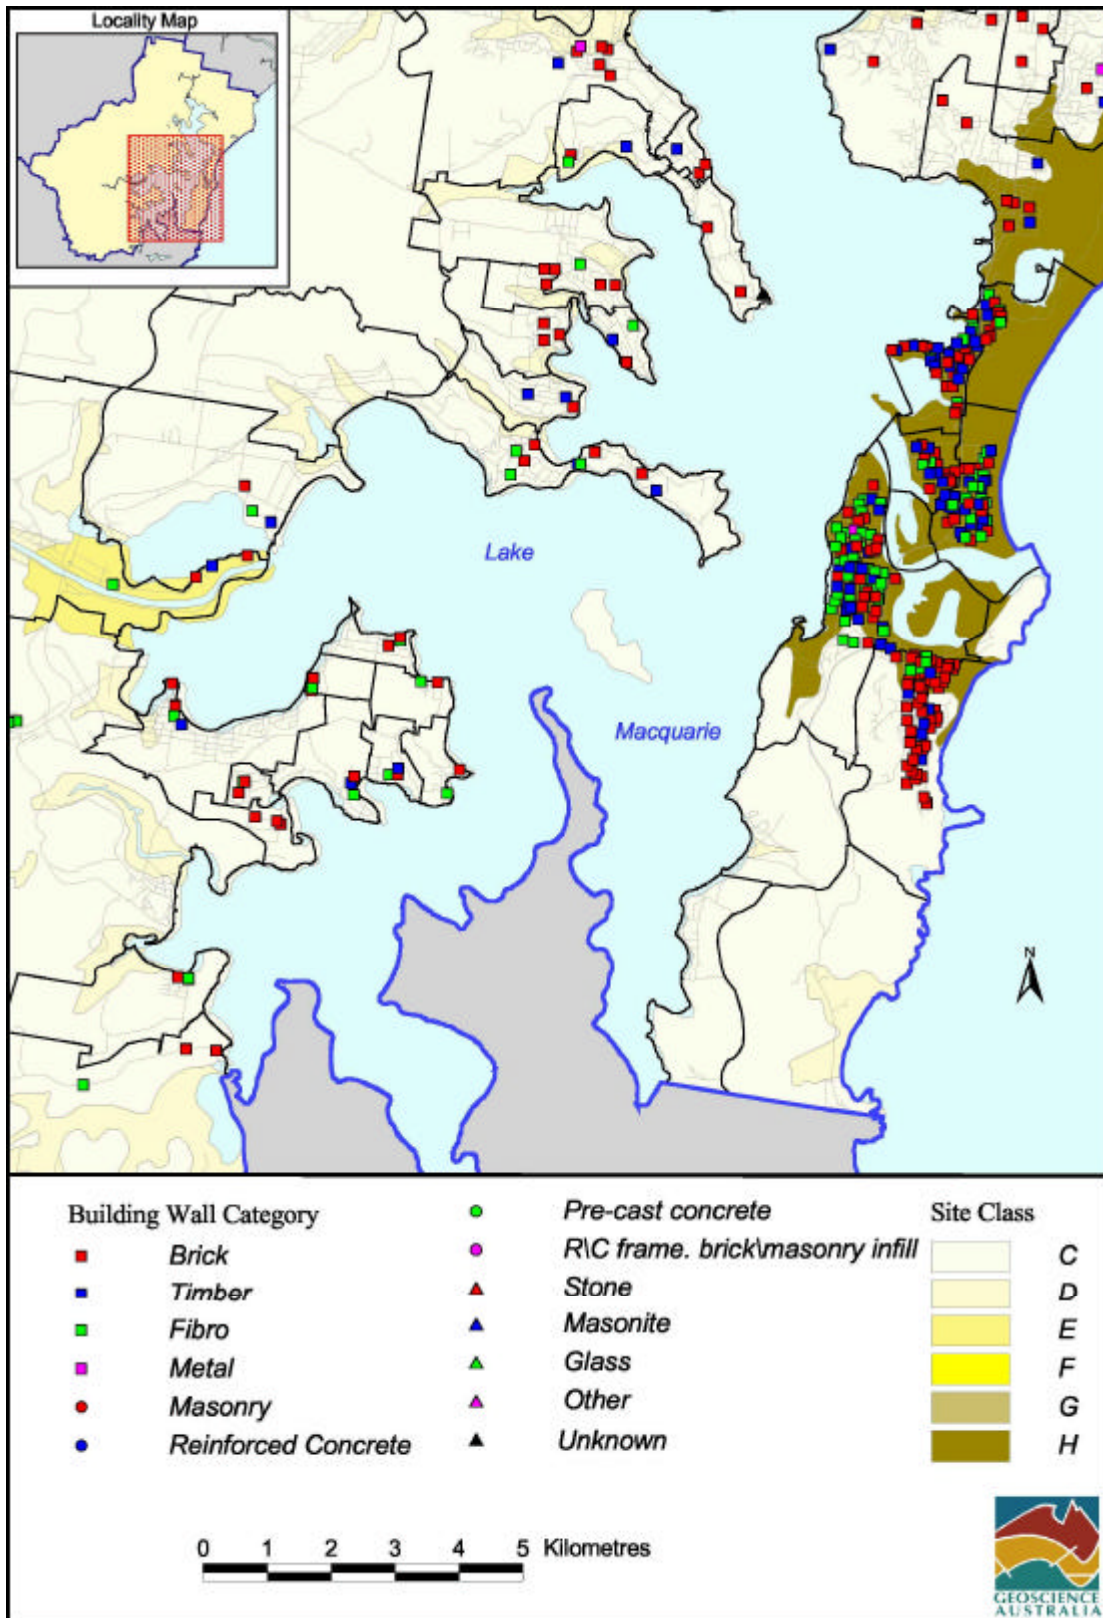 Locality Map
Lake
Macquarie
N
Building Wall Category
Brick
Timber
Fibro
Metal
Masonry
Reinforced Concrete
Pre-cast concrete
R\C frame. brick\masonry infill
Stone
Masonite
Glass
Other
Unknown
Site Class
C
D
E
F
G
H
0 1 2 3 4 5 Kilometres
GEOSCIENCE
AUSTRALIA